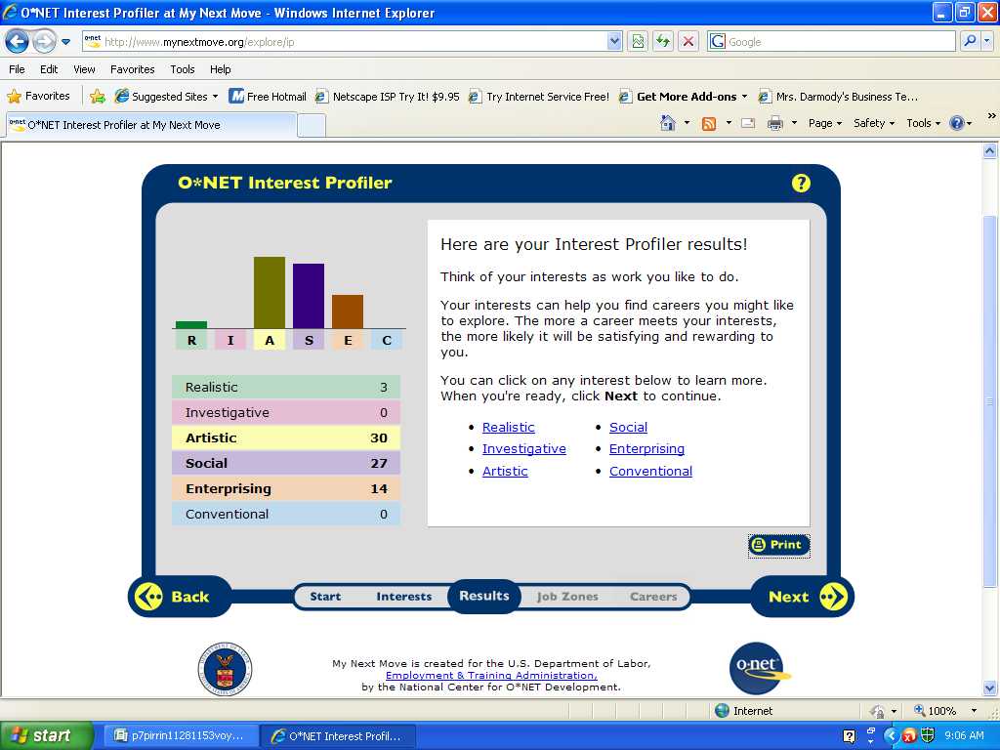 O*NET Interest Profiler at My Next Move - Windows Internet Explorer
http://www.mynextmove.org/explore/ip
Google
File Edit View Favorites Tools Help
Favorites Suggested Sites Free Hotmail Netscape ISP Try It! $9.95 Try Internet Service Free! Get More Add-ons Mrs. Darmody's Business Te...
o·net O*NET Interest Profiler at My Next Move
Page Safety Tools »
O*NET Interest Profiler ?
R I A S E C
Realistic 3
Investigative 0
Artistic 30
Social 27
Enterprising 14
Conventional 0
Here are your Interest Profiler results!
Think of your interests as work you like to do.
Your interests can help you find careers you might like
to explore. The more a career meets your interests,
the more likely it will be satisfying and rewarding to
you.
You can click on any interest below to learn more.
When you're ready, click Next to continue.
• Realistic • Social
• Investigative • Enterprising
• Artistic • Conventional
Print
Back Start Interests Results Job Zones Careers Next
My Next Move is created for the U.S. Department of Labor,
Employment & Training Administration,
by the National Center for O*NET Development.
o·net
Internet 100%
start p7pirrin11281153voy... O*NET Interest Profil... 9:06 AM